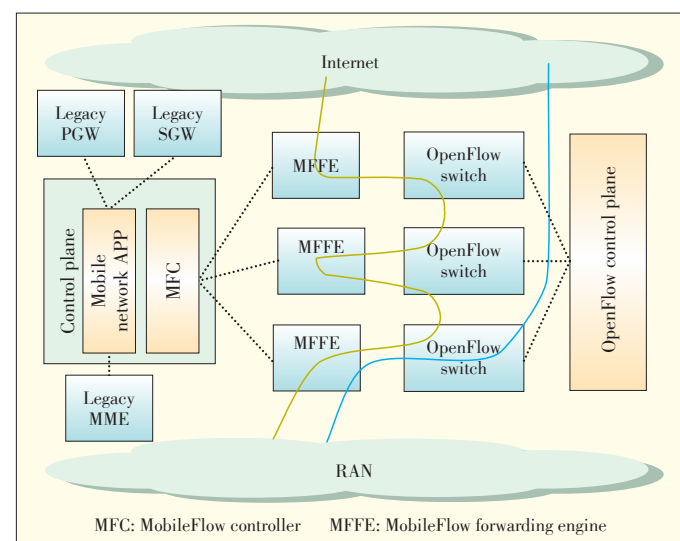 Internet
Legacy
PGW
Legacy
SGW
MFFE
OpenFlow
switch
Control plane
Mobile
network APP
MFC
MFFE
OpenFlow
switch
OpenFlow control plane
MFFE
OpenFlow
switch
Legacy
MME
RAN
MFC: MobileFlow controller MFFE: MobileFlow forwarding engine